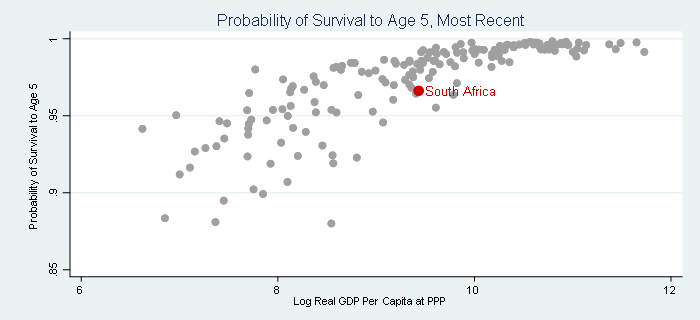 Probability of Survival to Age 5, Most Recent
Probability of Survival to Age 5
1
.95
.9
.85
South Africa
6
8
10
12
Log Real GDP Per Capita at PPP